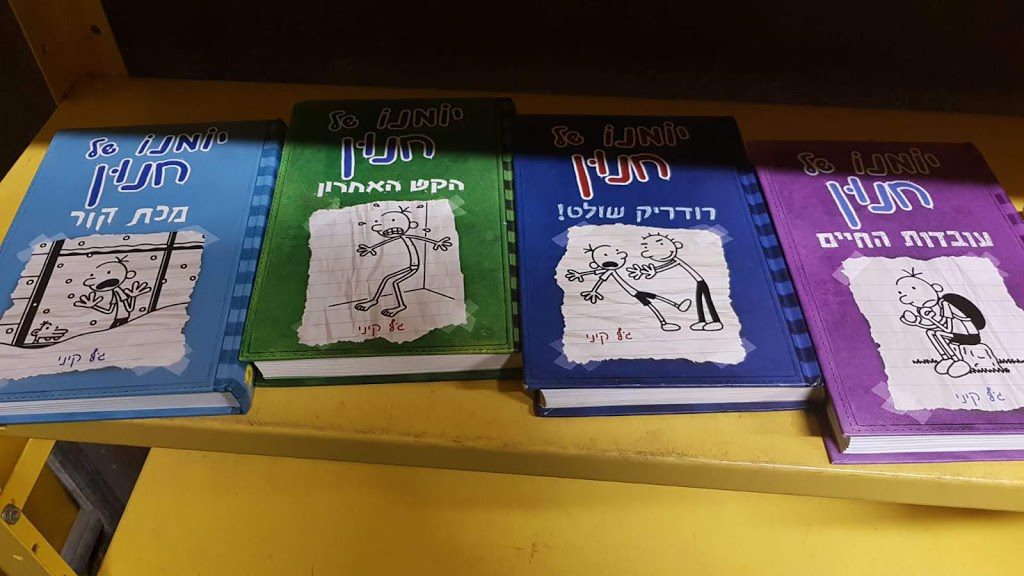 יומנו של
חנון
מכת קור
ג'ף קיני
יומנו של
חנון
הקש האחרון
ג'ף קיני
יומנו של
חנון
רודריק שולט!
ג'ף קיני
יומנו של
חנון
עובדות החיים
ג'ף קיני